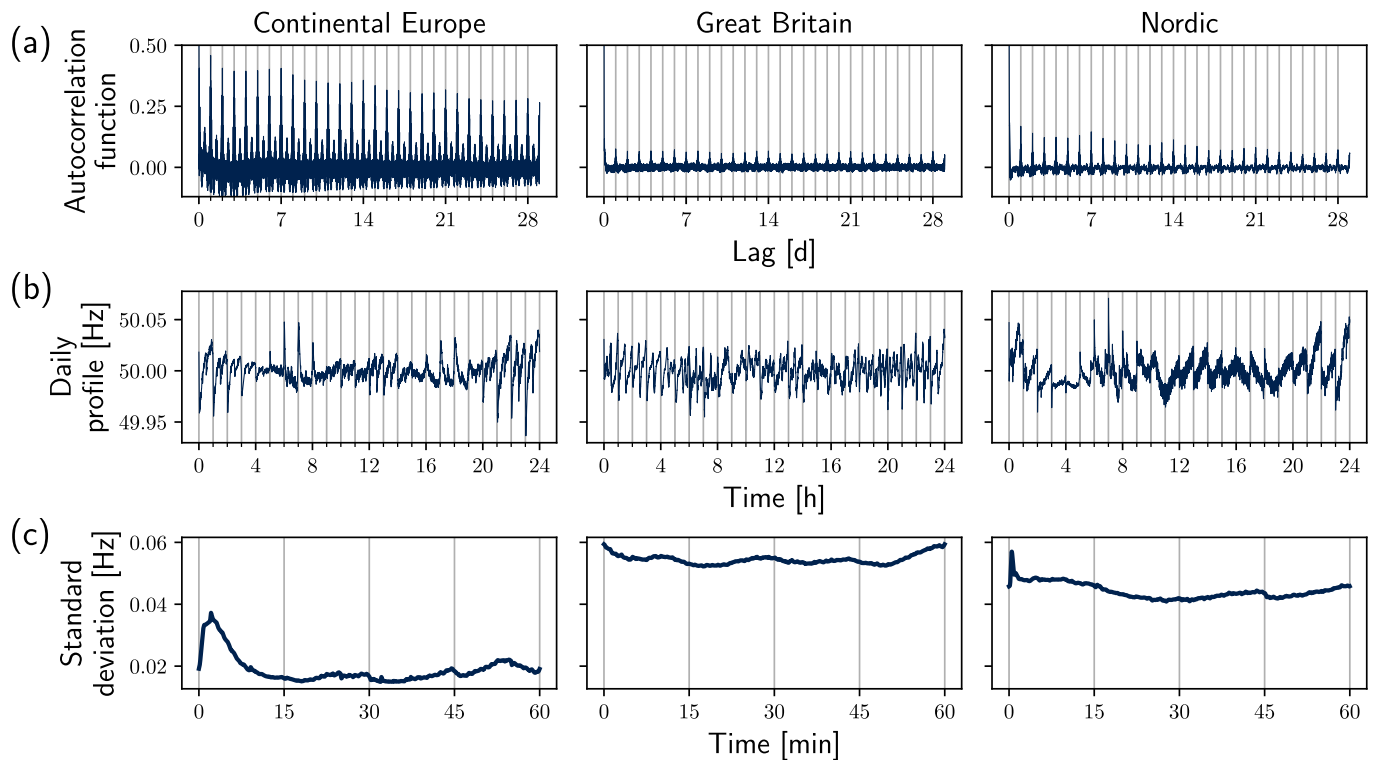 Continental Europe Great Britain Nordic
(a)
Autocorrelation
function
0.50
0.25
0.00
0 7 14 21 28 0 7 14 21 28 0 7 14 21 28
Lag [d]
(b)
Daily
profile [Hz]
50.05
50.00
49.95
0 4 8 12 16 20 24 0 4 8 12 16 20 24 0 4 8 12 16 20 24
Time [h]
(c)
Standard
deviation [Hz]
0.06
0.04
0.02
0 15 30 45 60 0 15 30 45 60 0 15 30 45 60
Time [min]